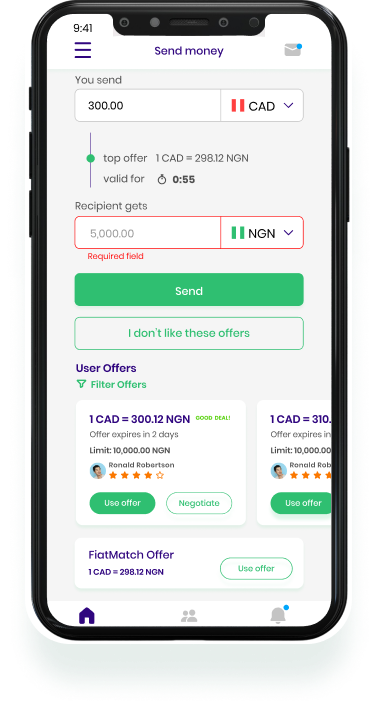 9:41
Send money
You send
300.00 CAD
top offer 1 CAD = 298.12 NGN
valid for 0:55
Recipient gets
5,000.00 NGN
Required field
Send
I don't like these offers
User Offers
Filter Offers
1 CAD = 300.12 NGN GOOD DEAL!
Offer expires in 2 days
Limit: 10,000.00 NGN
Ronald Robertson
Use offer Negotiate
1 CAD = 310.
Offer expires in
Limit: 10,000.00
Ronald Rob
Use offer
FiatMatch Offer
1 CAD = 298.12 NGN
Use offer